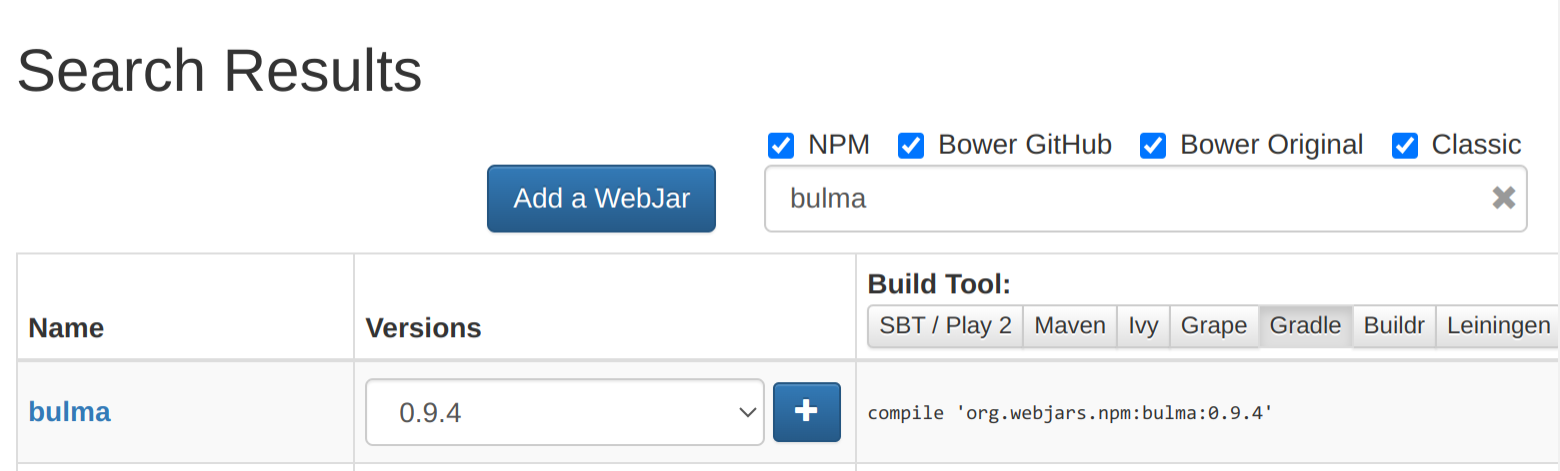 Search Results
NPM Bower GitHub Bower Original Classic
Add a WebJar bulma
Build Tool:
Name Versions SBT / Play 2 Maven Ivy Grape Gradle Buildr Leiningen
bulma 0.9.4 compile 'org.webjars.npm:bulma:0.9.4'